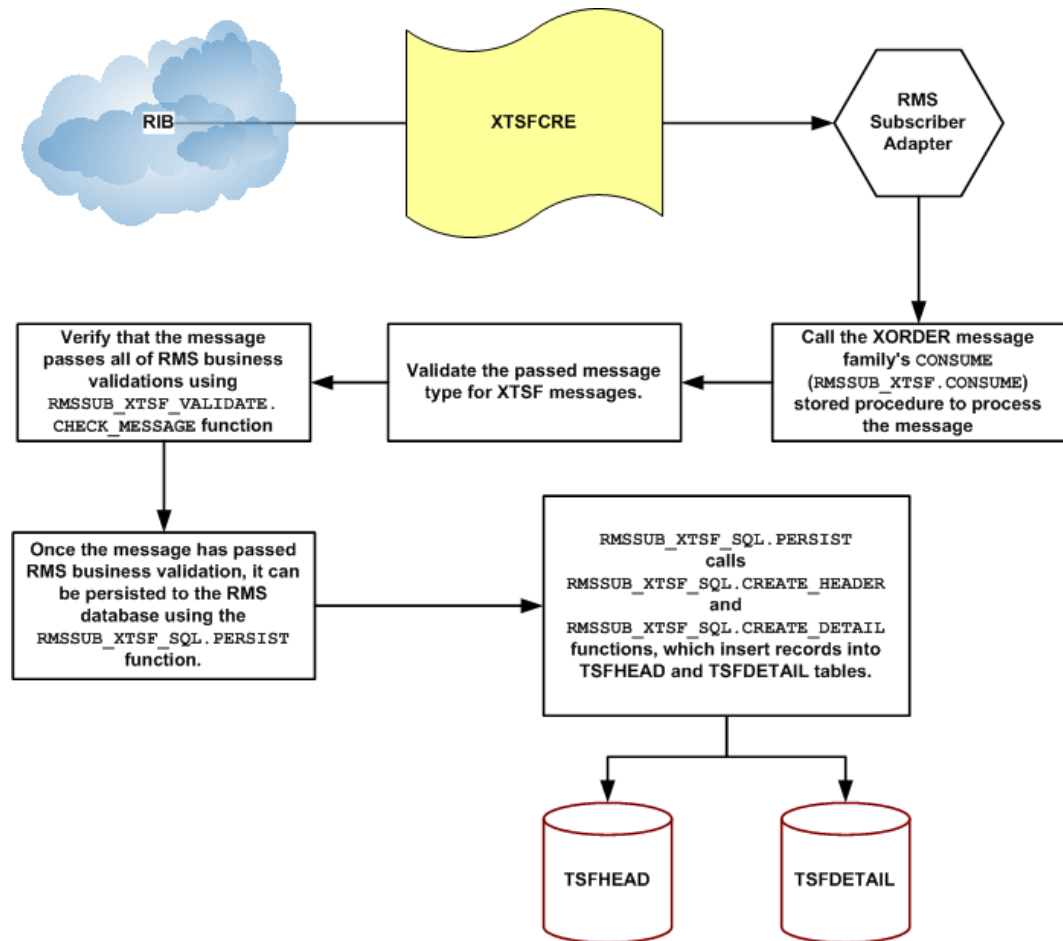 RIB
XTSFCRE
RMS
Subscriber
Adapter
Call the XORDER message
family's CONSUME
(RMSSUB_XTSF.CONSUME)
stored procedure to process
the message
Validate the passed message
type for XTSF messages.
Verify that the message
passes all of RMS business
validations using
RMSSUB_XTSF_VALIDATE.
CHECK_MESSAGE function
Once the message has passed
RMS business validation, it can
be persisted to the RMS
database using the
RMSSUB_XTSF_SQL.PERSIST
function.
RMSSUB_XTSF_SQL.PERSIST
calls
RMSSUB_XTSF_SQL.CREATE_HEADER
and
RMSSUB_XTSF_SQL.CREATE_DETAIL
functions, which insert records into
TSFHEAD and TSFDETAIL tables.
TSFHEAD
TSFDETAIL